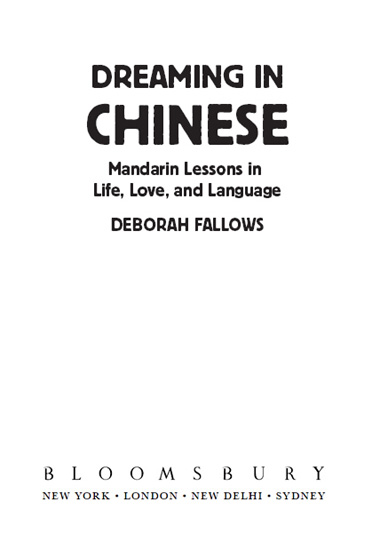 DREAMING IN
CHINESE
Mandarin Lessons in
Life, Love, and Language
DEBORAH FALLOWS
BLOOMSBURY
NEW YORK • LONDON • NEW DELHI • SYDNEY